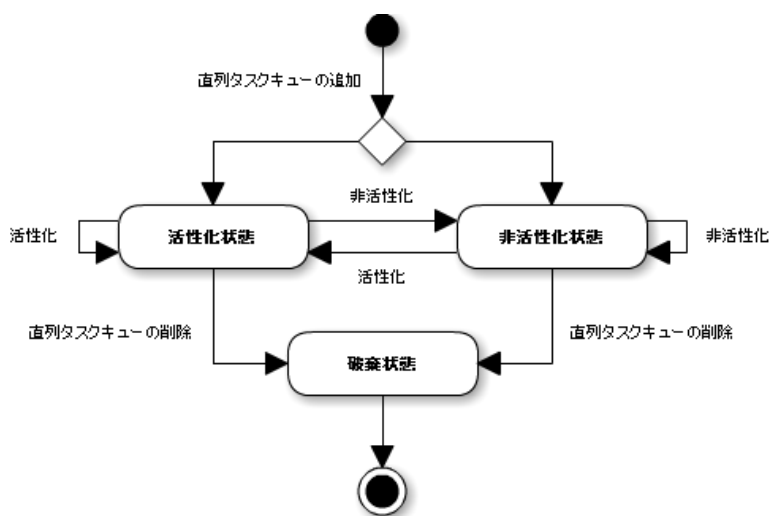 直列タスクキューの追加
非活性化
活性化
活性化状態
非活性化状態
非活性化
活性化
直列タスクキューの削除
直列タスクキューの削除
破棄状態